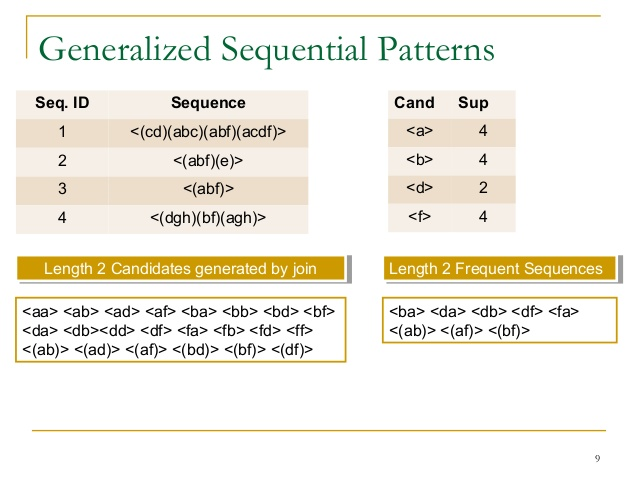 Generalized Sequential Patterns
Seq. ID Sequence
1 <(cd)(abc)(abf)(acdf)>
2 <(abf)(e)>
3 <(abf)>
4 <(dgh)(bf)(agh)>
Cand Sup
<a> 4
<b> 4
<d> 2
<f> 4
Length 2 Candidates generated by join
<aa> <ab> <ad> <af> <ba> <bb> <bd> <bf>
<da> <db><dd> <df> <fa> <fb> <fd> <ff>
<(ab)> <(ad)> <(af)> <(bd)> <(bf)> <(df)>
Length 2 Frequent Sequences
<ba> <da> <db> <df> <fa>
<(ab)> <(af)> <(bf)>
9